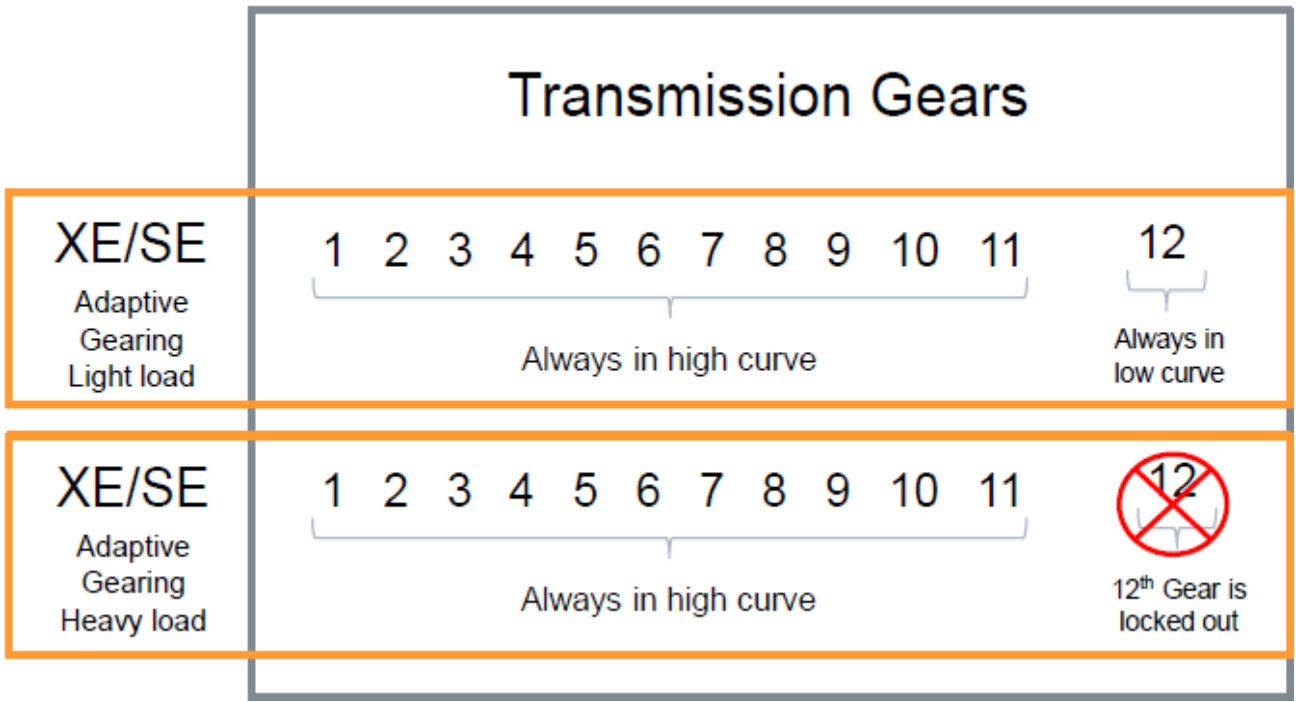 Transmission Gears
XE/SE
Adaptive
Gearing
Light load
1 2 3 4 5 6 7 8 9 10 11
Always in high curve
12
Always in
low curve
XE/SE
Adaptive
Gearing
Heavy load
1 2 3 4 5 6 7 8 9 10 11
Always in high curve
12
12th Gear is
locked out